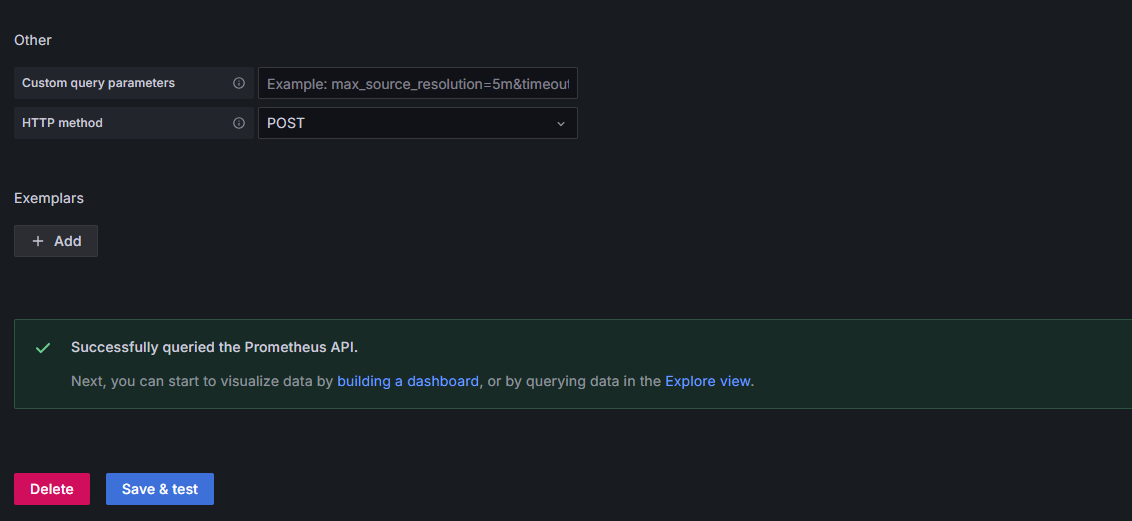 Other
Custom query parameters
Example: max_source_resolution=5m&timeout
HTTP method
POST
Exemplars
+ Add
Successfully queried the Prometheus API.
Next, you can start to visualize data by building a dashboard, or by querying data in the Explore view.
Delete
Save & test